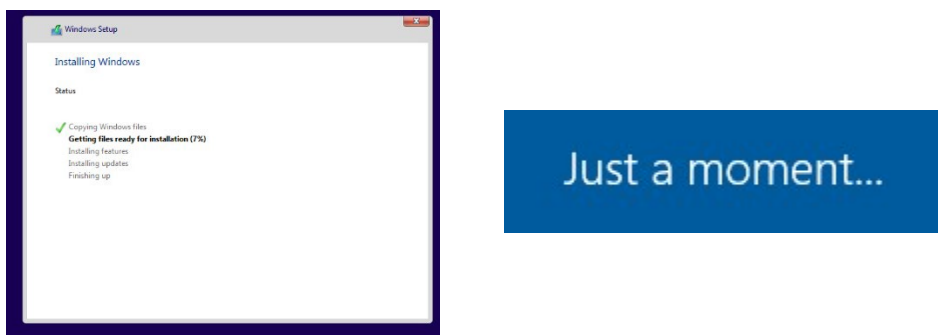 Windows Setup
Installing Windows
Status
Copying Windows files
Getting files ready for installation (7%)
Installing features
Installing updates
Finishing up
Just a moment...